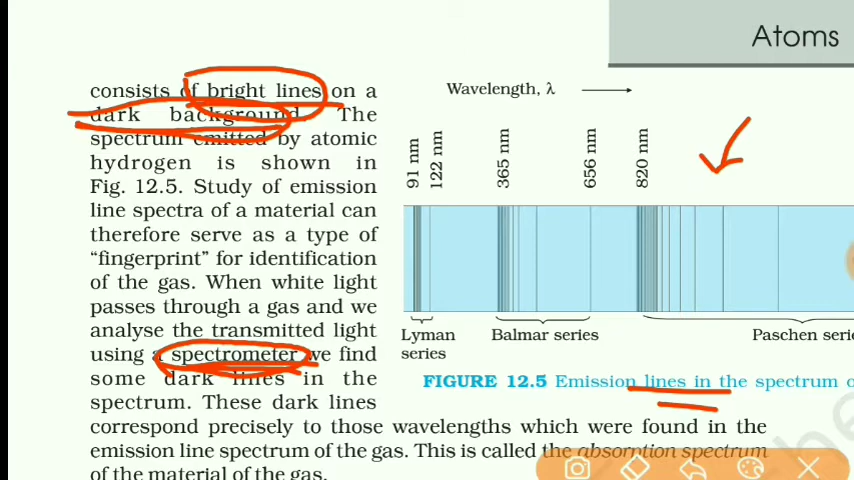 Atoms
consists of bright lines on a
dark background. The
spectrum emitted by atomic
hydrogen is shown in
Fig. 12.5. Study of emission
line spectra of a material can
therefore serve as a type of
“fingerprint” for identification
of the gas. When white light
passes through a gas and we
analyse the transmitted light
using a spectrometer we find
some dark lines in the
spectrum. These dark lines
correspond precisely to those wavelengths which were found in the
emission line spectrum of the gas. This is called the absorption spectrum
of the material of the gas.
Wavelength, λ
91 nm
122 nm
365 nm
656 nm
820 nm
Lyman
series
Balmar series
Paschen serie
FIGURE 12.5 Emission lines in the spectrum o
he